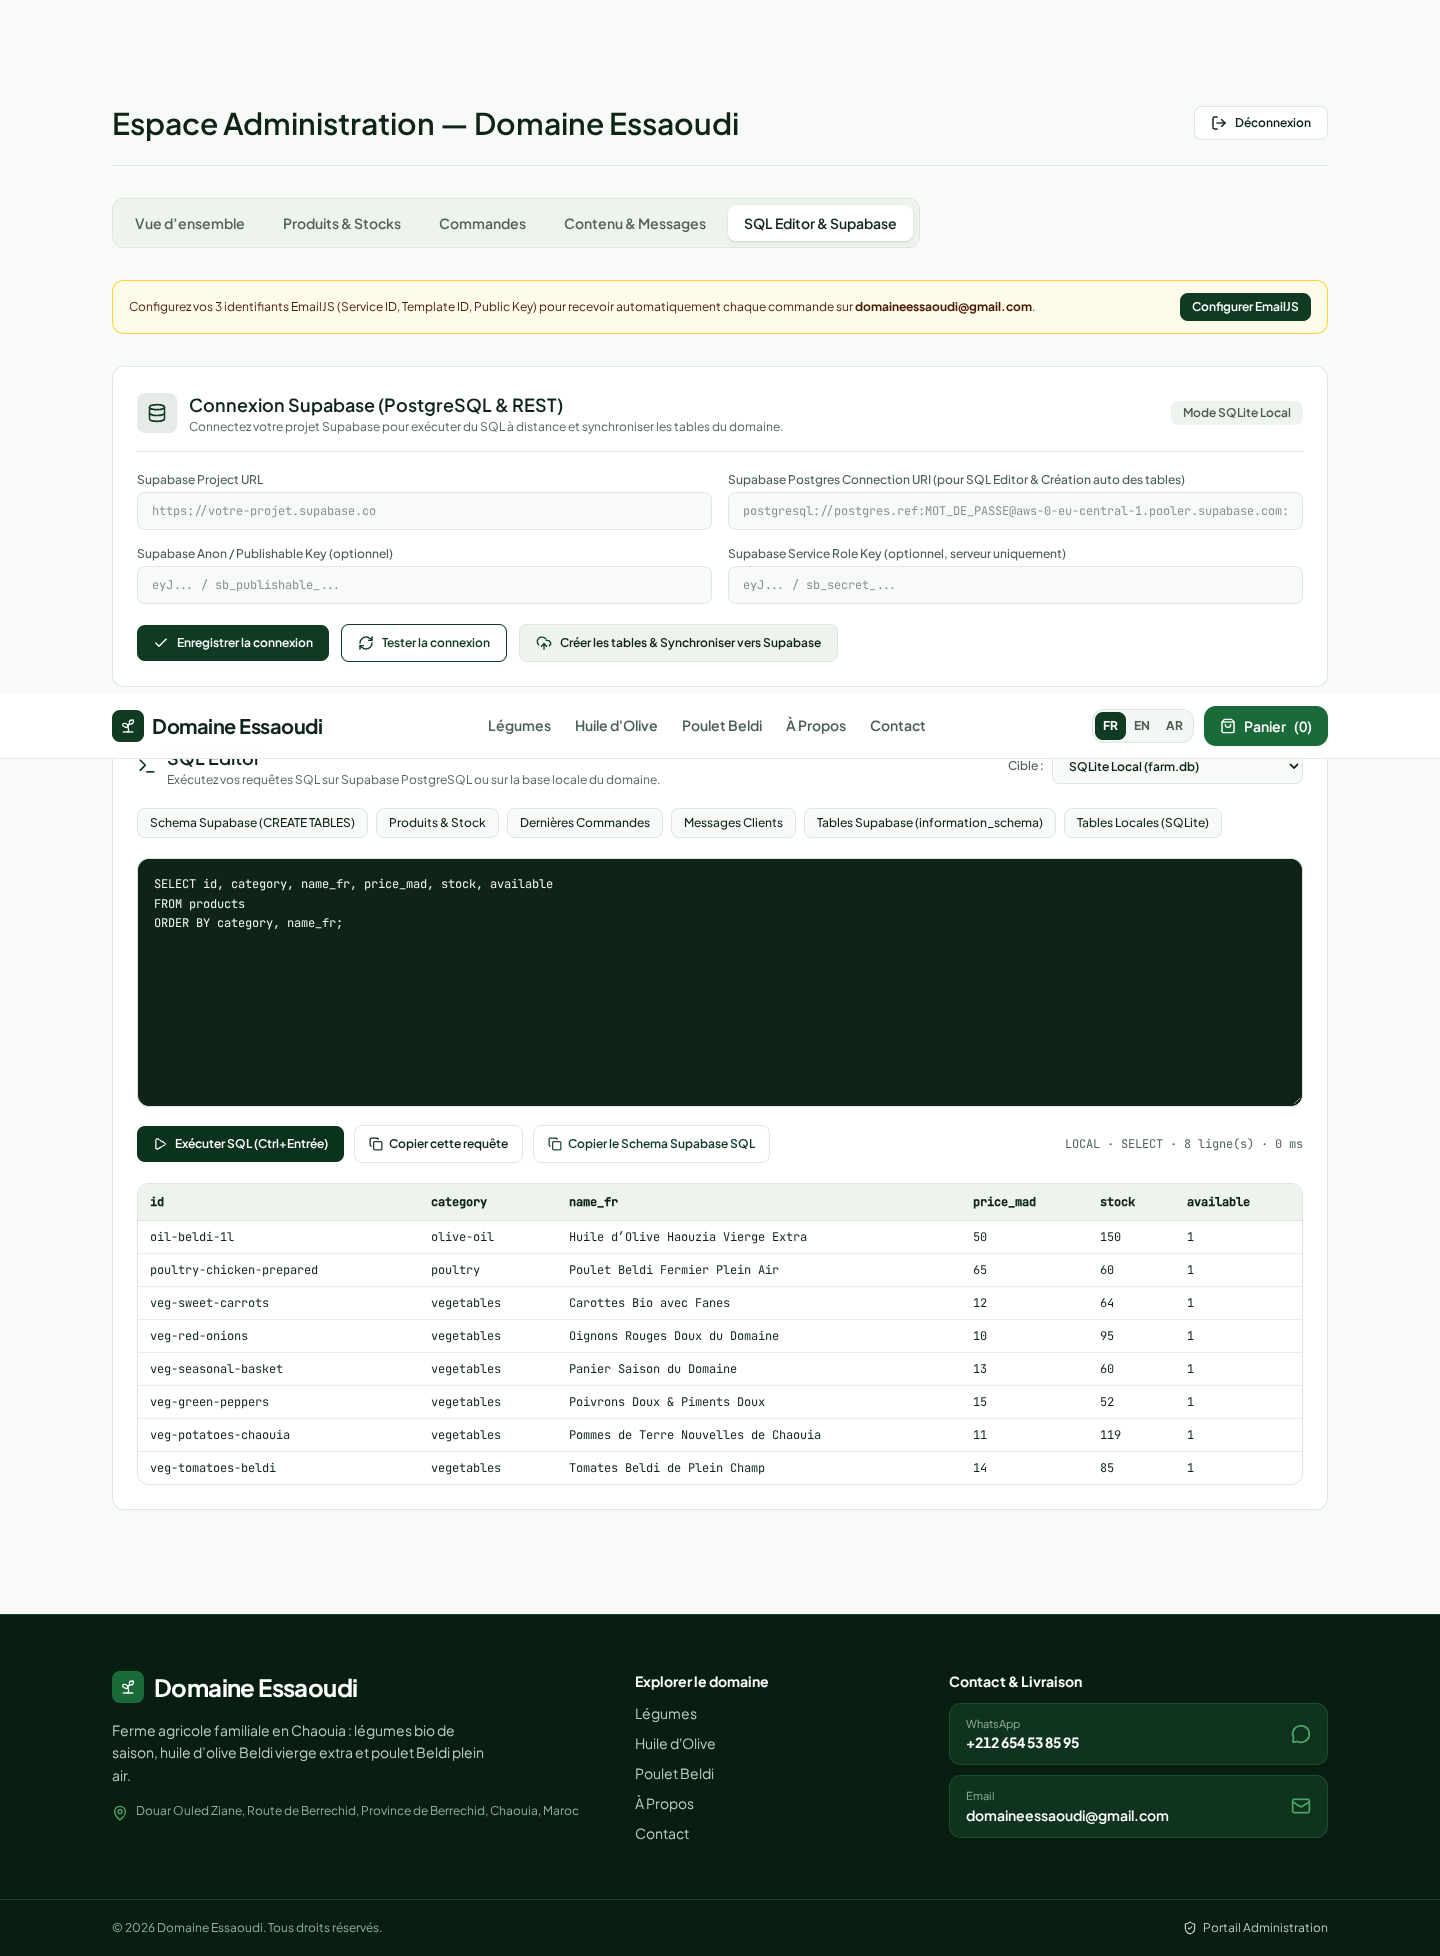 Espace Administration — Domaine Essaoudi
Déconnexion
Vue d’ensemble
Produits & Stocks
Commandes
Contenu & Messages
SQL Editor & Supabase
Configurez vos 3 identifiants EmailJS (Service ID, Template ID, Public Key) pour recevoir automatiquement chaque commande sur domaineessaoudi@gmail.com.
Configurer EmailJS
Connexion Supabase (PostgreSQL & REST)
Connectez votre projet Supabase pour exécuter du SQL à distance et synchroniser les tables du domaine.
Mode SQLite Local
Supabase Project URL
https://votre-projet.supabase.co
Supabase Postgres Connection URI (pour SQL Editor & Création auto des tables)
postgresql://postgres.ref:MOT_DE_PASSE@aws-0-eu-central-1.pooler.supabase.com:
Supabase Anon / Publishable Key (optionnel)
eyJ... / sb_publishable_...
Supabase Service Role Key (optionnel, serveur uniquement)
eyJ... / sb_secret_...
Enregistrer la connexion
Tester la connexion
Créer les tables & Synchroniser vers Supabase
Domaine Essaoudi
Légumes
Huile d'Olive
Poulet Beldi
À Propos
Contact
FR
EN
AR
Panier (0)
SQL Editor
Exécutez vos requêtes SQL sur Supabase PostgreSQL ou sur la base locale du domaine.
Cible :
SQLite Local (farm.db)
Schema Supabase (CREATE TABLES)
Produits & Stock
Dernières Commandes
Messages Clients
Tables Supabase (information_schema)
Tables Locales (SQLite)
SELECT id, category, name_fr, price_mad, stock, available
FROM products
ORDER BY category, name_fr;
Exécuter SQL (Ctrl+Entrée)
Copier cette requête
Copier le Schema Supabase SQL
LOCAL · SELECT · 8 ligne(s) · 0 ms
id category name_fr price_mad stock available
oil-beldi-1l olive-oil Huile d’Olive Haouzia Vierge Extra 50 150 1
poultry-chicken-prepared poultry Poulet Beldi Fermier Plein Air 65 60 1
veg-sweet-carrots vegetables Carottes Bio avec Fanes 12 64 1
veg-red-onions vegetables Oignons Rouges Doux du Domaine 10 95 1
veg-seasonal-basket vegetables Panier Saison du Domaine 13 60 1
veg-green-peppers vegetables Poivrons Doux & Piments Doux 15 52 1
veg-potatoes-chaouia vegetables Pommes de Terre Nouvelles de Chaouia 11 119 1
veg-tomatoes-beldi vegetables Tomates Beldi de Plein Champ 14 85 1
Domaine Essaoudi
Ferme agricole familiale en Chaouia : légumes bio de
saison, huile d’olive Beldi vierge extra et poulet Beldi plein
air.
Douar Ouled Ziane, Route de Berrechid, Province de Berrechid, Chaouia, Maroc
Explorer le domaine
Légumes
Huile d'Olive
Poulet Beldi
À Propos
Contact
Contact & Livraison
WhatsApp
+212 654 53 85 95
Email
domaineessaoudi@gmail.com
© 2026 Domaine Essaoudi. Tous droits réservés.
Portail Administration